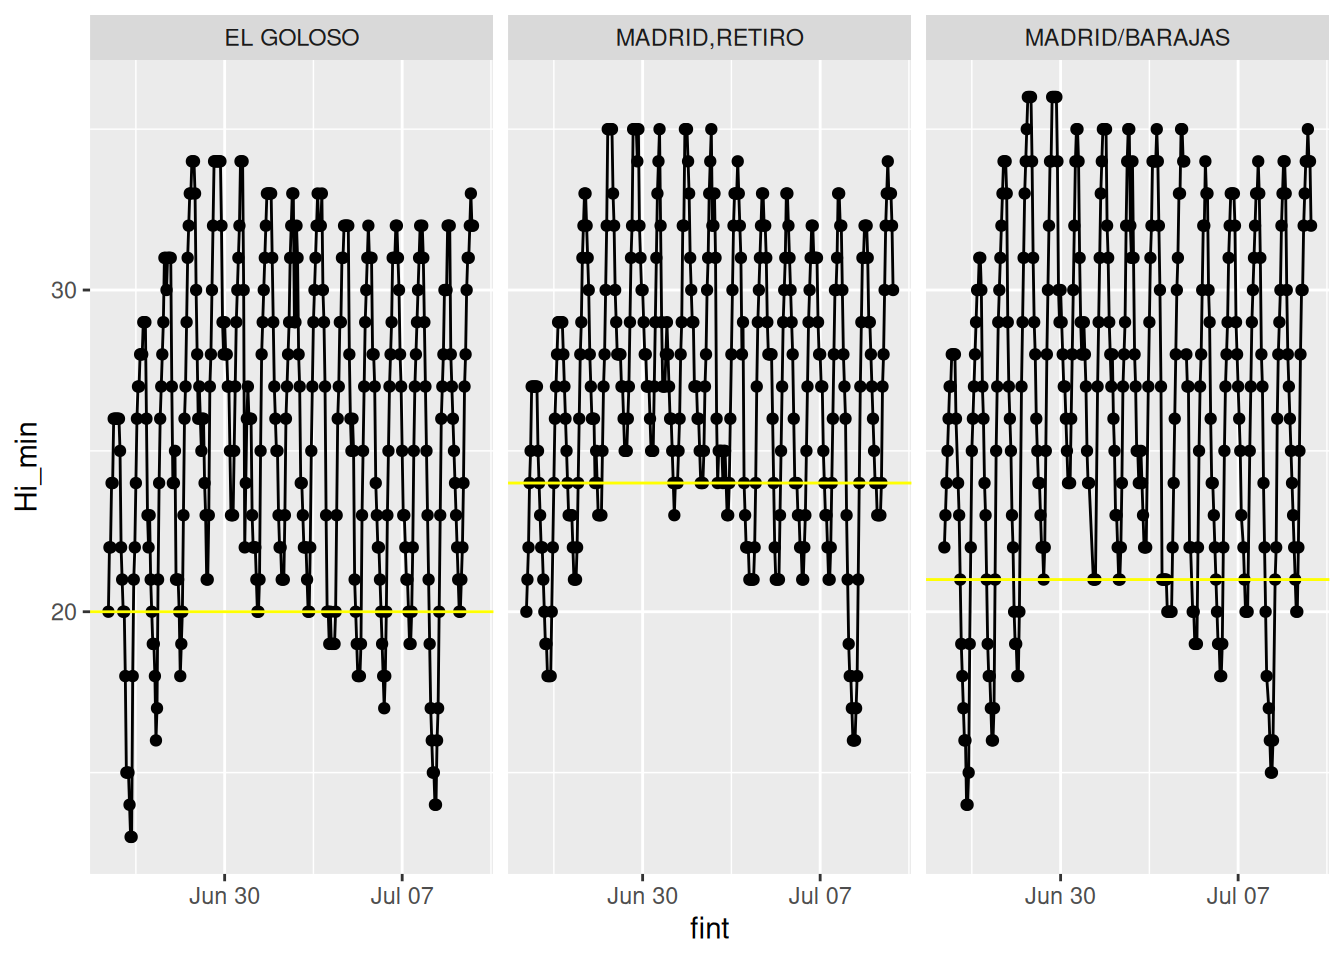 EL GOLOSO
MADRID,RETIRO
MADRID/BARAJAS
Hi_min
30
20
Jun 30
Jul 07
Jun 30
Jul 07
Jun 30
Jul 07
fint